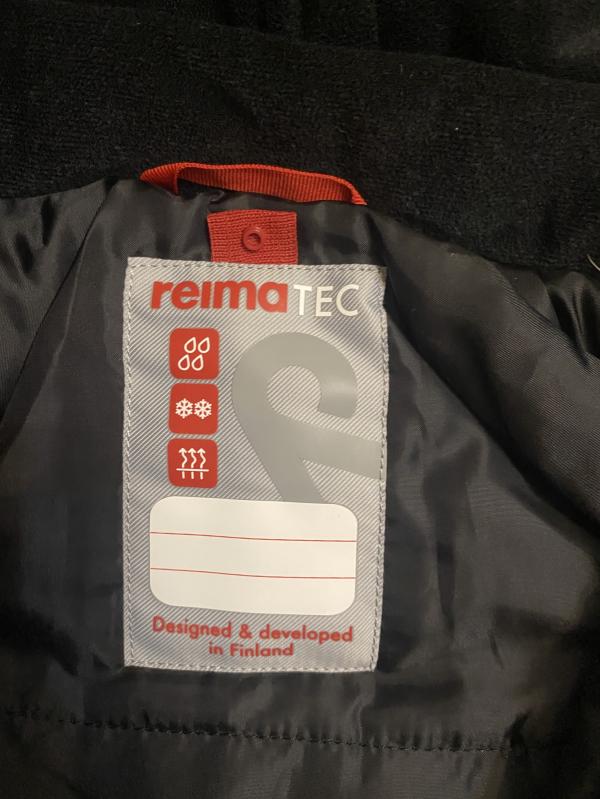 reimaTEC
Designed & developed
in Finland